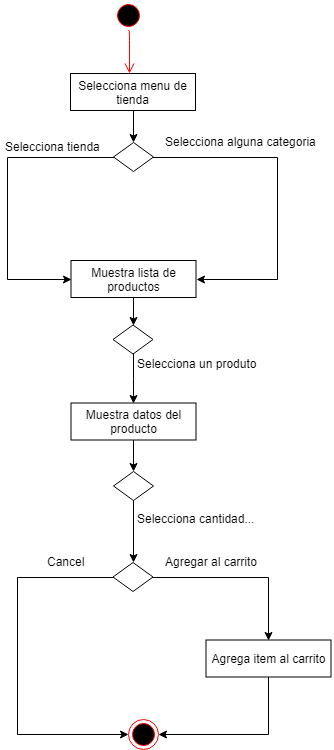 Selecciona menu de
tienda
Selecciona tienda
Selecciona alguna categoria
Muestra lista de
productos
Selecciona un produto
Muestra datos del
producto
Selecciona cantidad...
Cancel
Agregar al carrito
Agrega item al carrito